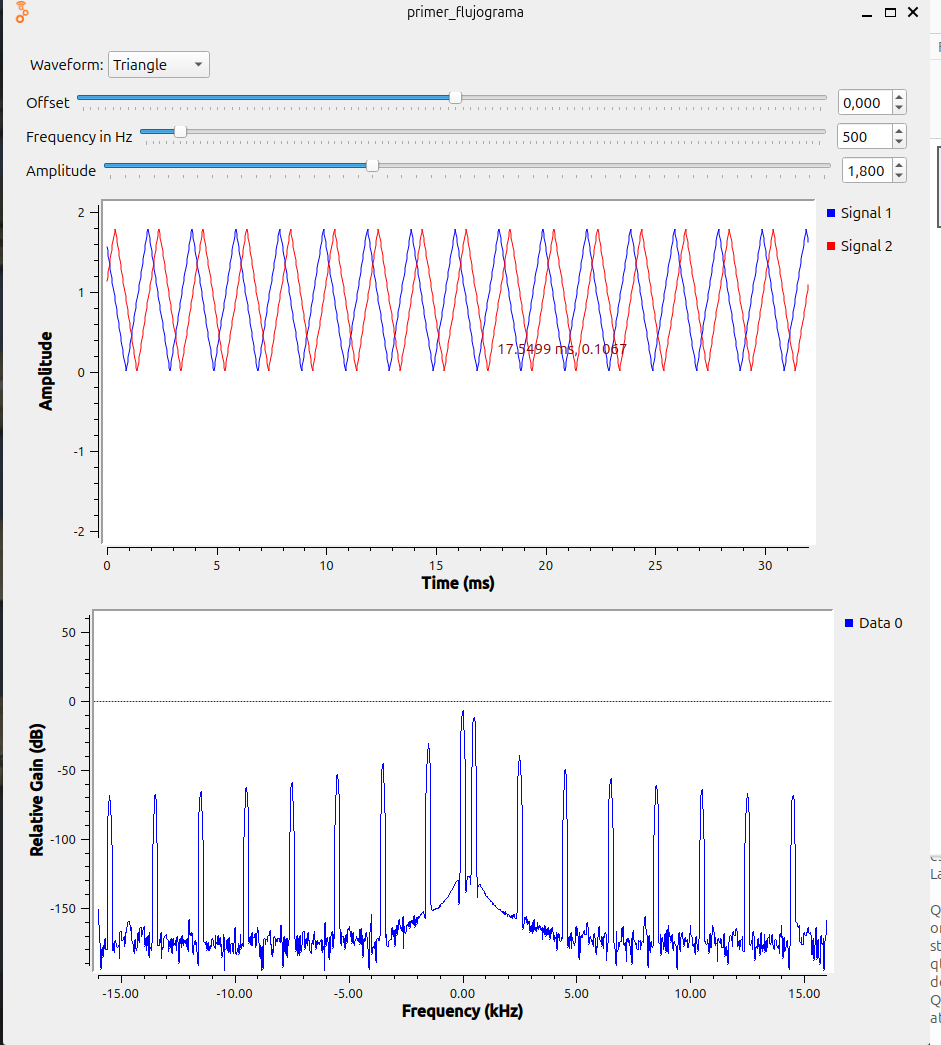 primer_flujograma
Waveform: Triangle
Offset 0,000
Frequency in Hz 500
Amplitude 1,800
2
1
0
-1
-2
Amplitude
Signal 1
Signal 2
17.5499 ms, 0.1067
0 5 10 15 20 25 30
Time (ms)
50
0
-50
-100
-150
Relative Gain (dB)
Data 0
-15.00 -10.00 -5.00 0.00 5.00 10.00 15.00
Frequency (kHz)